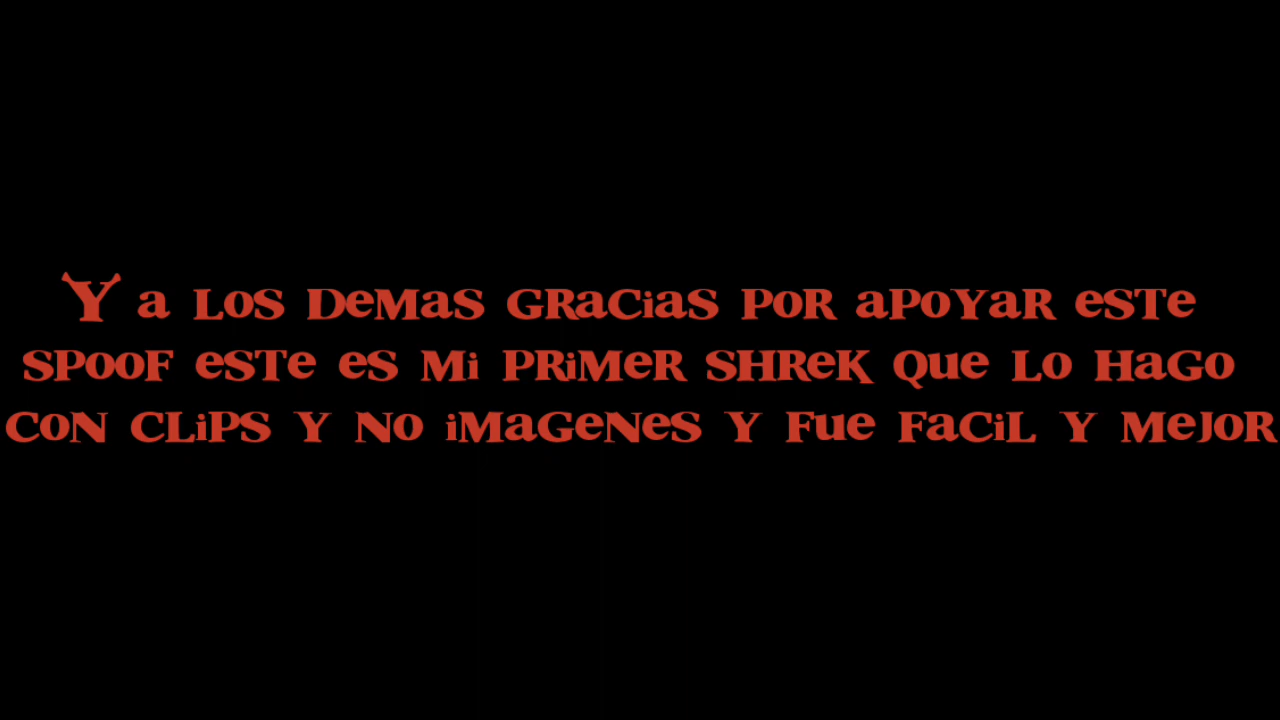 Y a LoS DeMaS GRaCiaS PoR aPoYaR eSTe
SPooF eSTe eS Mi PRiMeR SHReK Que Lo HaGo
CoN CLiPS Y No iMaGeNeS Y Fue FaCiL Y MeJoR